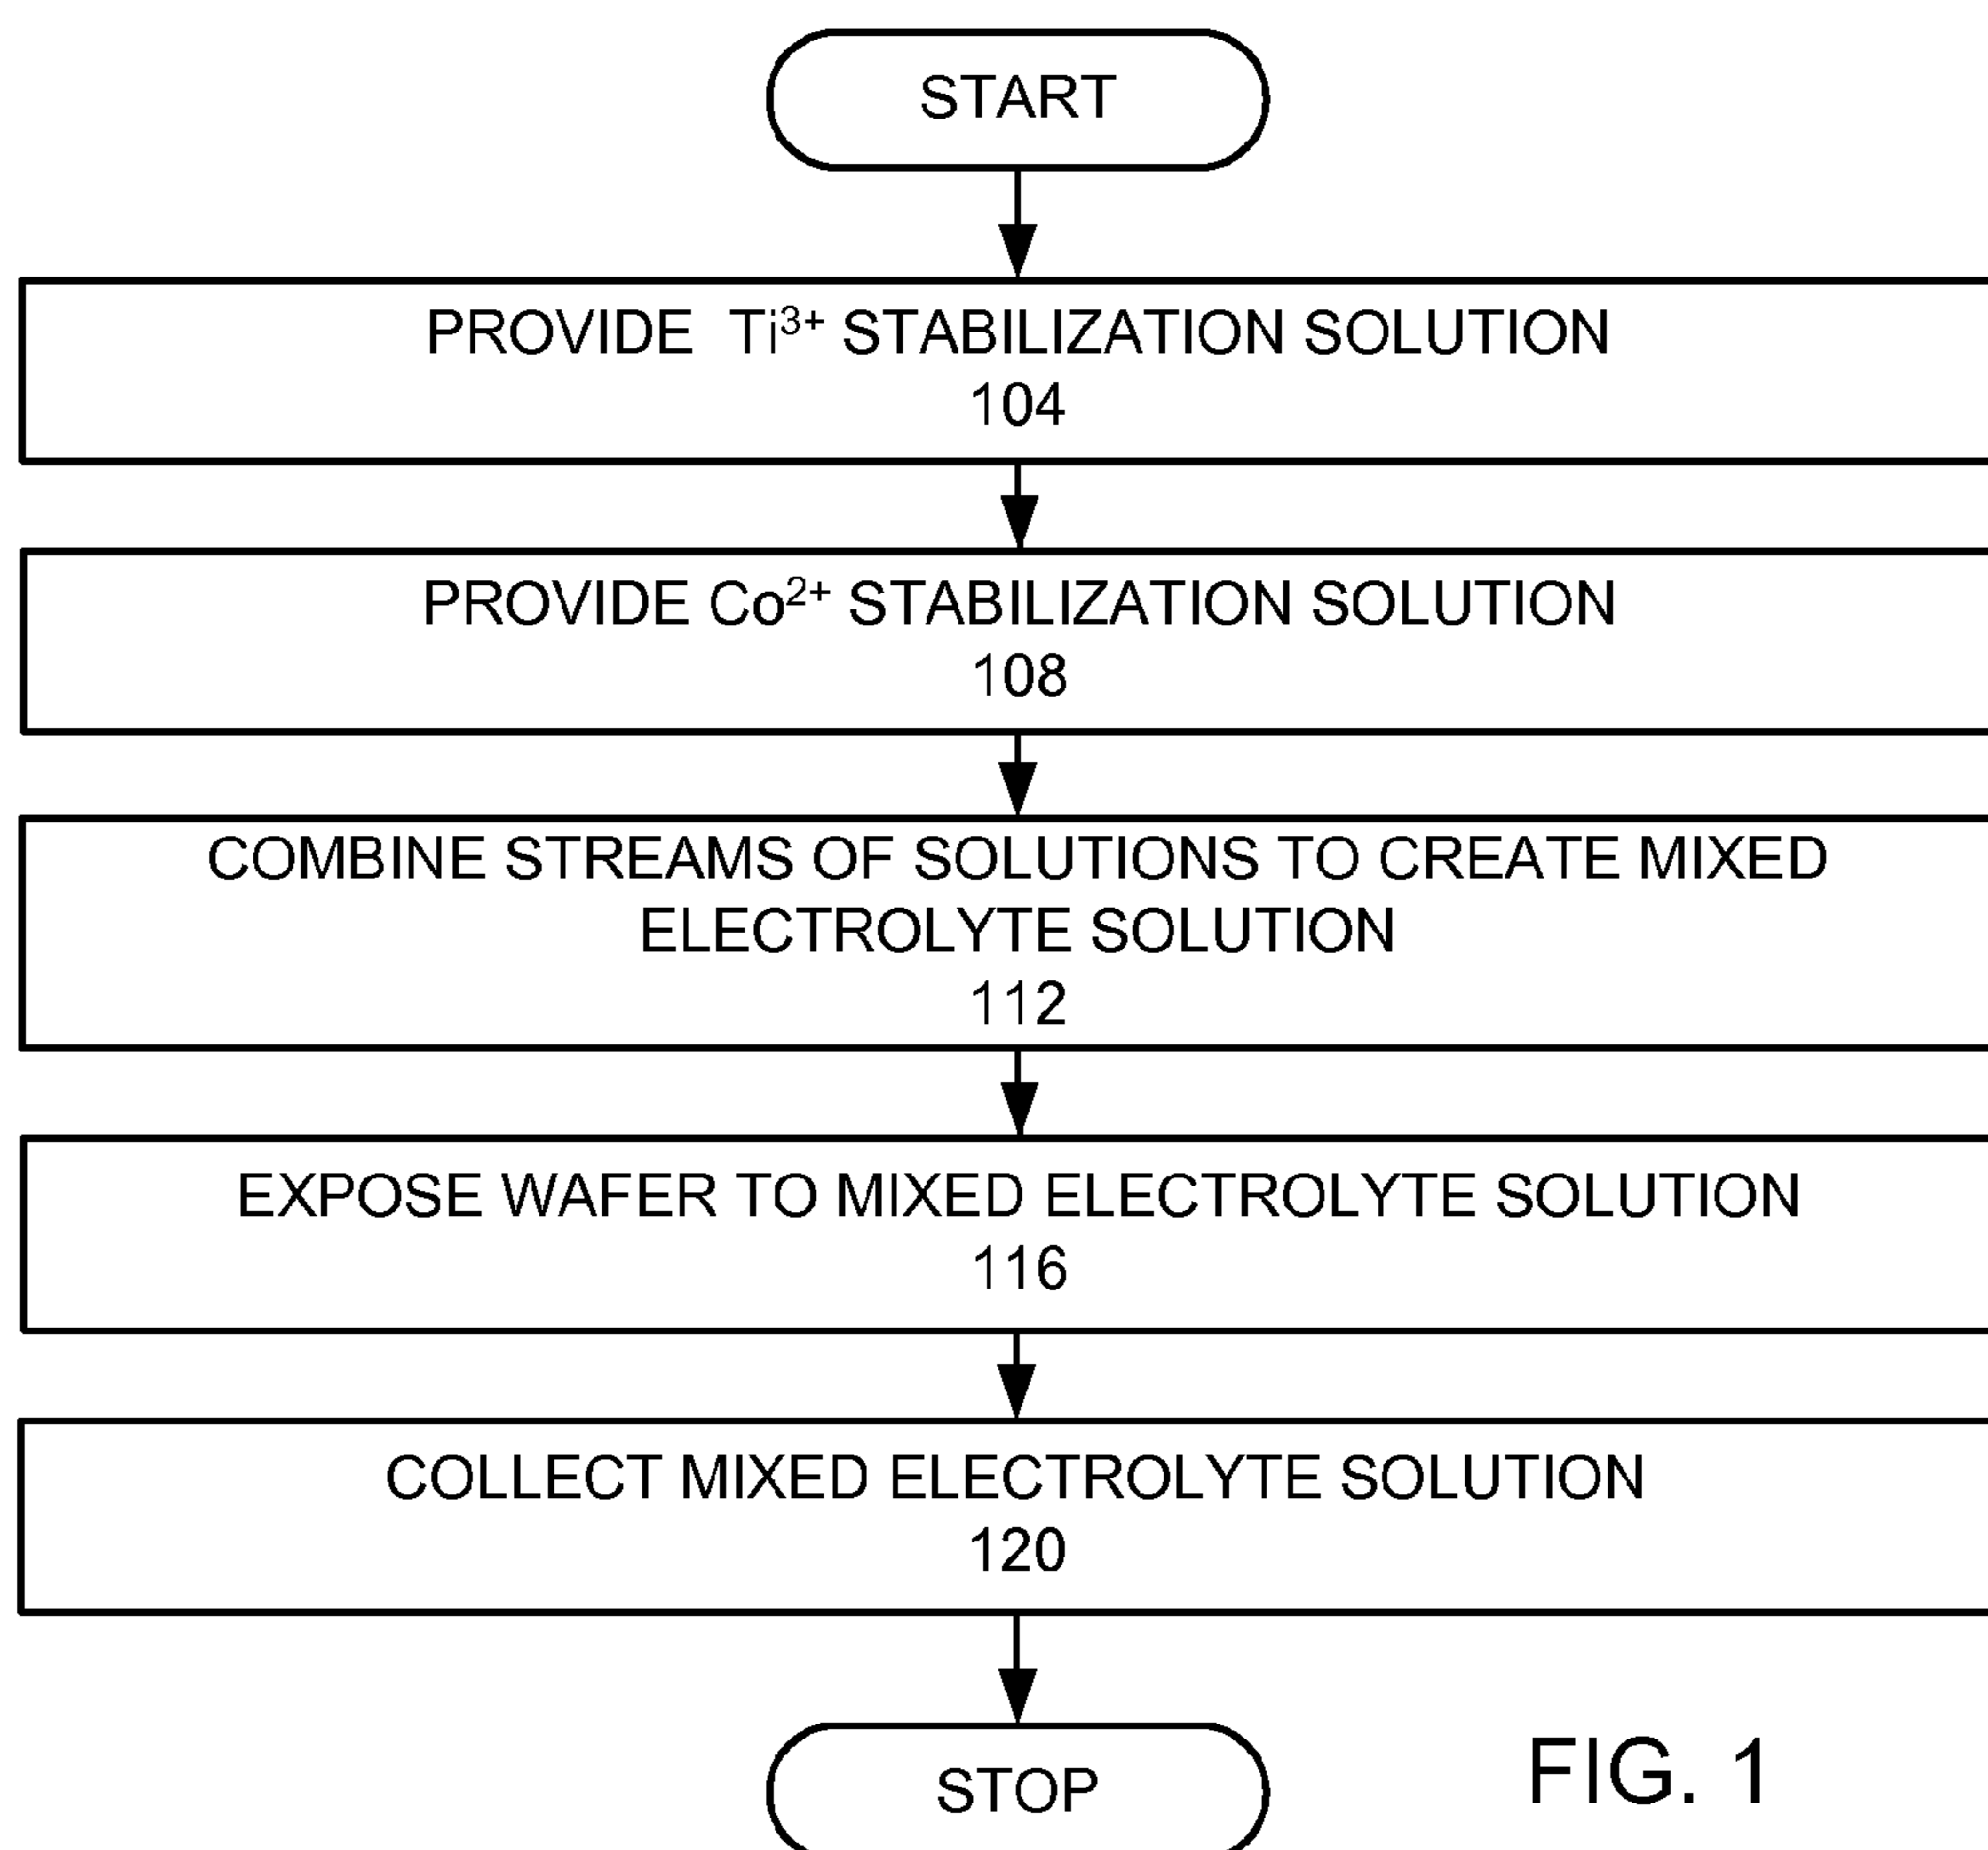 START
PROVIDE Ti³⁺ STABILIZATION SOLUTION
104
PROVIDE Co²⁺ STABILIZATION SOLUTION
108
COMBINE STREAMS OF SOLUTIONS TO CREATE MIXED
ELECTROLYTE SOLUTION
112
EXPOSE WAFER TO MIXED ELECTROLYTE SOLUTION
116
COLLECT MIXED ELECTROLYTE SOLUTION
120
STOP
FIG. 1